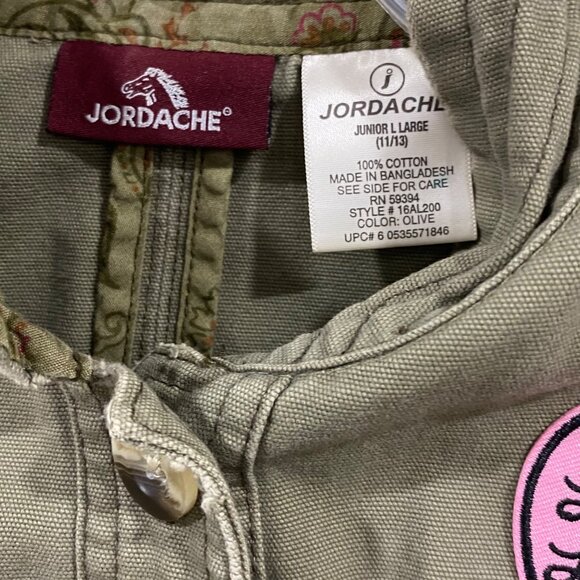 JORDACHE®
j
JORDACHE
JUNIOR L LARGE
(11/13)
100% COTTON
MADE IN BANGLADESH
SEE SIDE FOR CARE
RN 59394
STYLE # 16AL200
COLOR: OLIVE
UPC# 6 0535571846